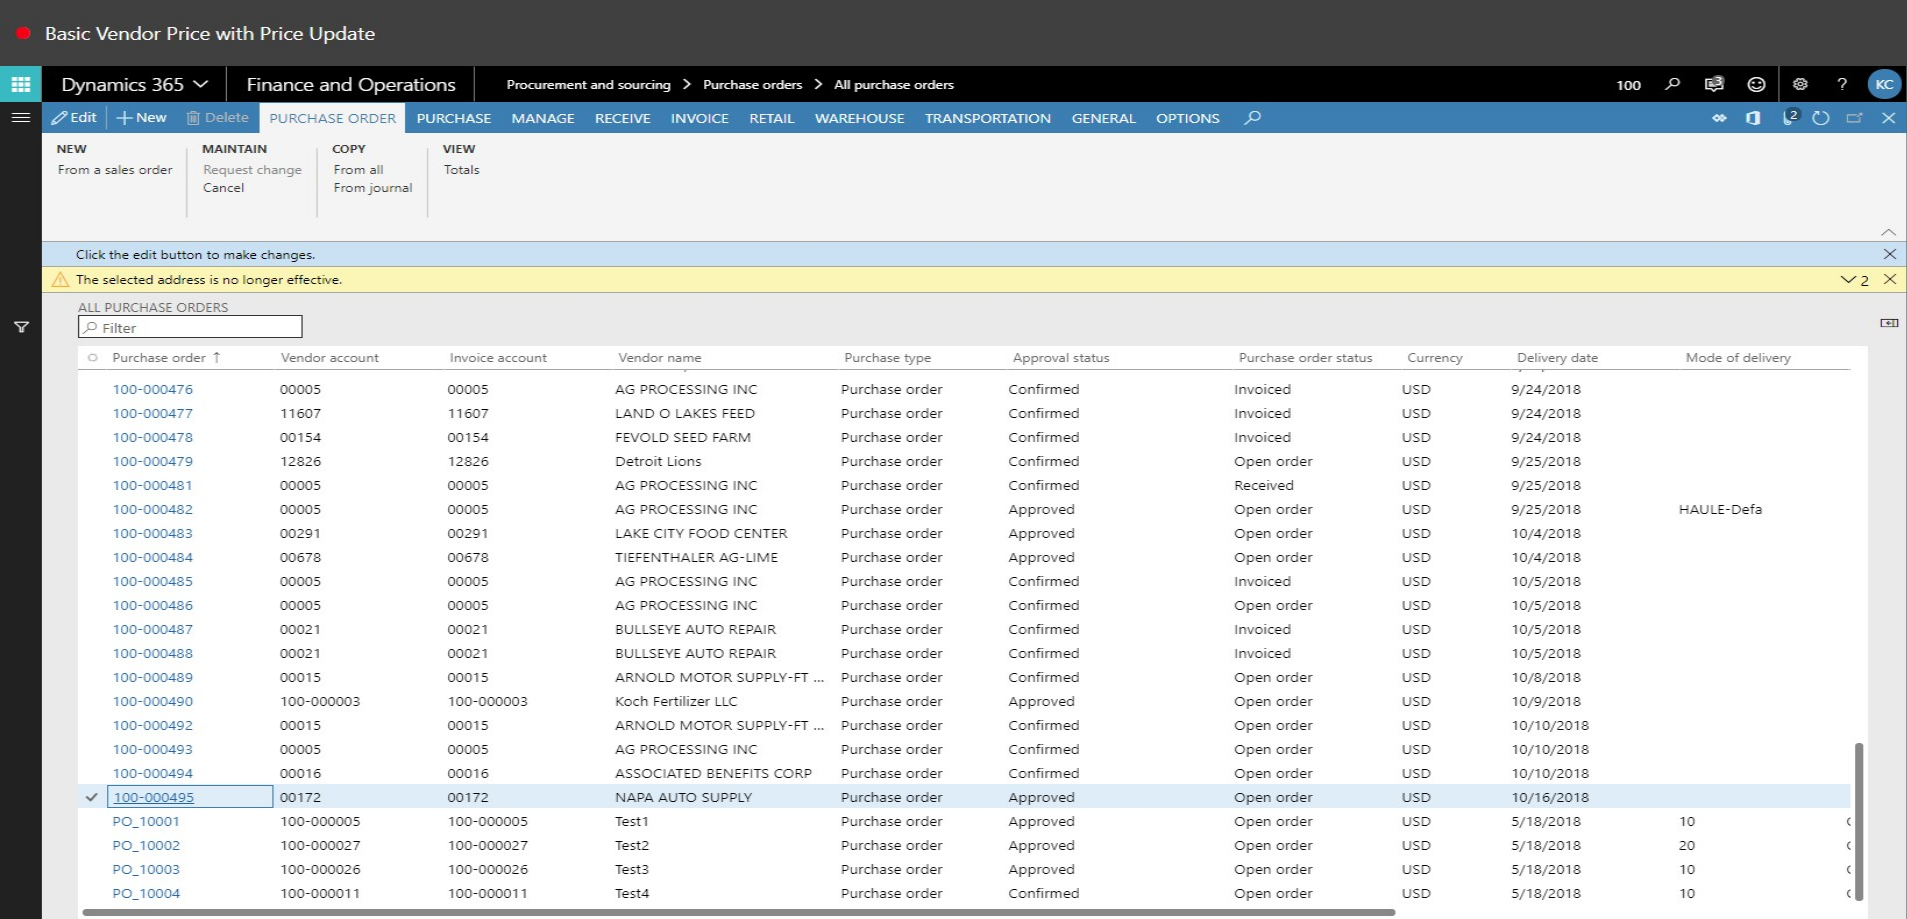 Basic Vendor Price with Price Update
Dynamics 365 Finance and Operations Procurement and sourcing > Purchase orders > All purchase orders 100 3 ? KC
Edit + New Delete PURCHASE ORDER PURCHASE MANAGE RECEIVE INVOICE RETAIL WAREHOUSE TRANSPORTATION GENERAL OPTIONS 2
NEW MAINTAIN COPY VIEW
From a sales order Request change From all Totals
Cancel From journal
Click the edit button to make changes.
The selected address is no longer effective. 2
ALL PURCHASE ORDERS
Filter
Purchase order ↑ Vendor account Invoice account Vendor name Purchase type Approval status Purchase order status Currency Delivery date Mode of delivery
100-000476 00005 00005 AG PROCESSING INC Purchase order Confirmed Invoiced USD 9/24/2018
100-000477 11607 11607 LAND O LAKES FEED Purchase order Confirmed Invoiced USD 9/24/2018
100-000478 00154 00154 FEVOLD SEED FARM Purchase order Confirmed Invoiced USD 9/24/2018
100-000479 12826 12826 Detroit Lions Purchase order Confirmed Open order USD 9/25/2018
100-000481 00005 00005 AG PROCESSING INC Purchase order Confirmed Received USD 9/25/2018
100-000482 00005 00005 AG PROCESSING INC Purchase order Approved Open order USD 9/25/2018 HAULE-Defa
100-000483 00291 00291 LAKE CITY FOOD CENTER Purchase order Approved Open order USD 10/4/2018
100-000484 00678 00678 TIEFENTHALER AG-LIME Purchase order Approved Open order USD 10/4/2018
100-000485 00005 00005 AG PROCESSING INC Purchase order Confirmed Invoiced USD 10/5/2018
100-000486 00005 00005 AG PROCESSING INC Purchase order Confirmed Open order USD 10/5/2018
100-000487 00021 00021 BULLSEYE AUTO REPAIR Purchase order Confirmed Invoiced USD 10/5/2018
100-000488 00021 00021 BULLSEYE AUTO REPAIR Purchase order Confirmed Invoiced USD 10/5/2018
100-000489 00015 00015 ARNOLD MOTOR SUPPLY-FT ... Purchase order Confirmed Open order USD 10/8/2018
100-000490 100-000003 100-000003 Koch Fertilizer LLC Purchase order Approved Open order USD 10/9/2018
100-000492 00015 00015 ARNOLD MOTOR SUPPLY-FT ... Purchase order Confirmed Open order USD 10/10/2018
100-000493 00005 00005 AG PROCESSING INC Purchase order Confirmed Open order USD 10/10/2018
100-000494 00016 00016 ASSOCIATED BENEFITS CORP Purchase order Confirmed Open order USD 10/10/2018
100-000495 00172 00172 NAPA AUTO SUPPLY Purchase order Approved Open order USD 10/16/2018
PO_10001 100-000005 100-000005 Test1 Purchase order Approved Open order USD 5/18/2018 10
PO_10002 100-000027 100-000027 Test2 Purchase order Approved Open order USD 5/18/2018 20
PO_10003 100-000026 100-000026 Test3 Purchase order Approved Open order USD 5/18/2018 10
PO_10004 100-000011 100-000011 Test4 Purchase order Confirmed Open order USD 5/18/2018 10